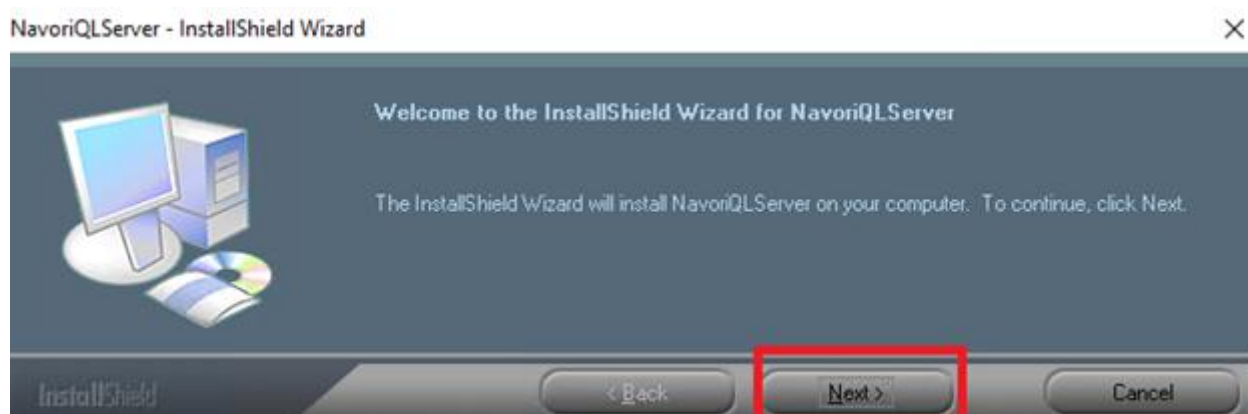 NavoriQLServer - InstallShield Wizard
Welcome to the InstallShield Wizard for NavoriQLServer
The InstallShield Wizard will install NavoriQLServer on your computer. To continue, click Next.
InstallShield
< Back
Next >
Cancel